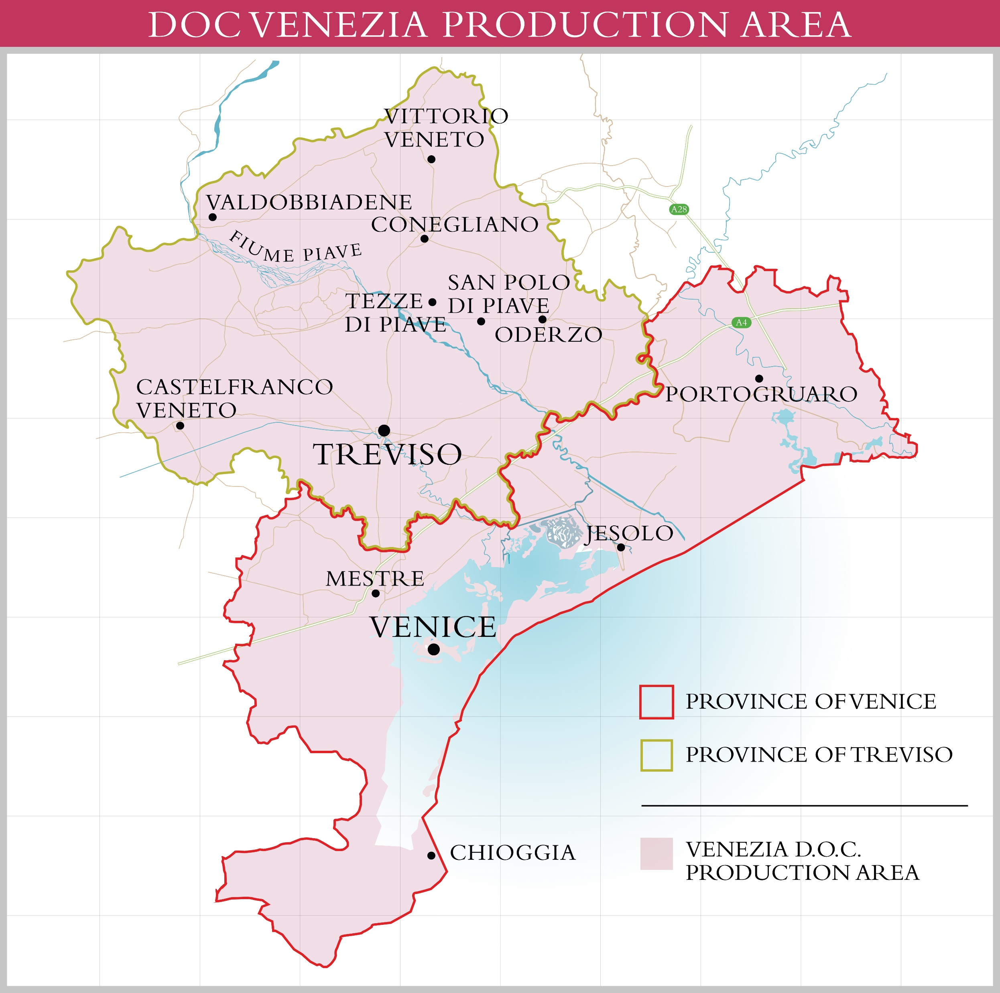 DOC VENEZIA PRODUCTION AREA
VITTORIO
VENETO
VALDOBBIADENE
CONEGLIANO
FIUME PIAVE
A28
SAN POLO
DI PIAVE
TEZZE
DI PIAVE
ODERZO
A4
CASTELFRANCO
VENETO
PORTOGRUARO
TREVISO
JESOLO
MESTRE
VENICE
PROVINCE OF VENICE
PROVINCE OF TREVISO
CHIOGGIA
VENEZIA D.O.C.
PRODUCTION AREA